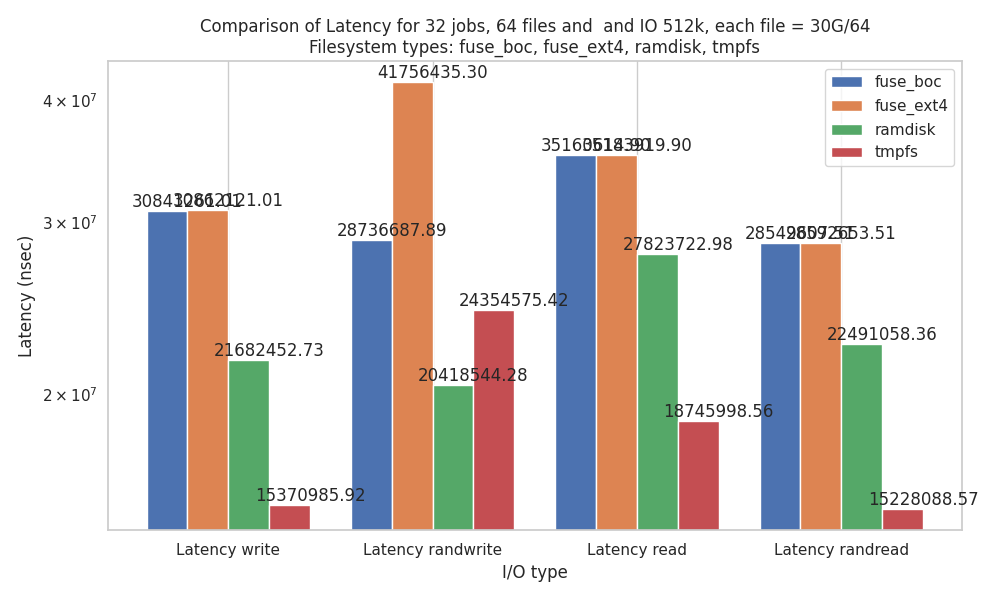 Comparison of Latency for 32 jobs, 64 files and  and IO 512k, each file = 30G/64
Filesystem types: fuse_boc, fuse_ext4, ramdisk, tmpfs
Latency (nsec)
4 × 10⁷
3 × 10⁷
2 × 10⁷
fuse_boc
fuse_ext4
ramdisk
tmpfs
30862121.01
21682452.73
15370985.92
28736687.89
41756435.30
20418544.28
24354575.42
27823722.98
18745998.56
22491058.36
15228088.57
Latency write
Latency randwrite
Latency read
Latency randread
I/O type